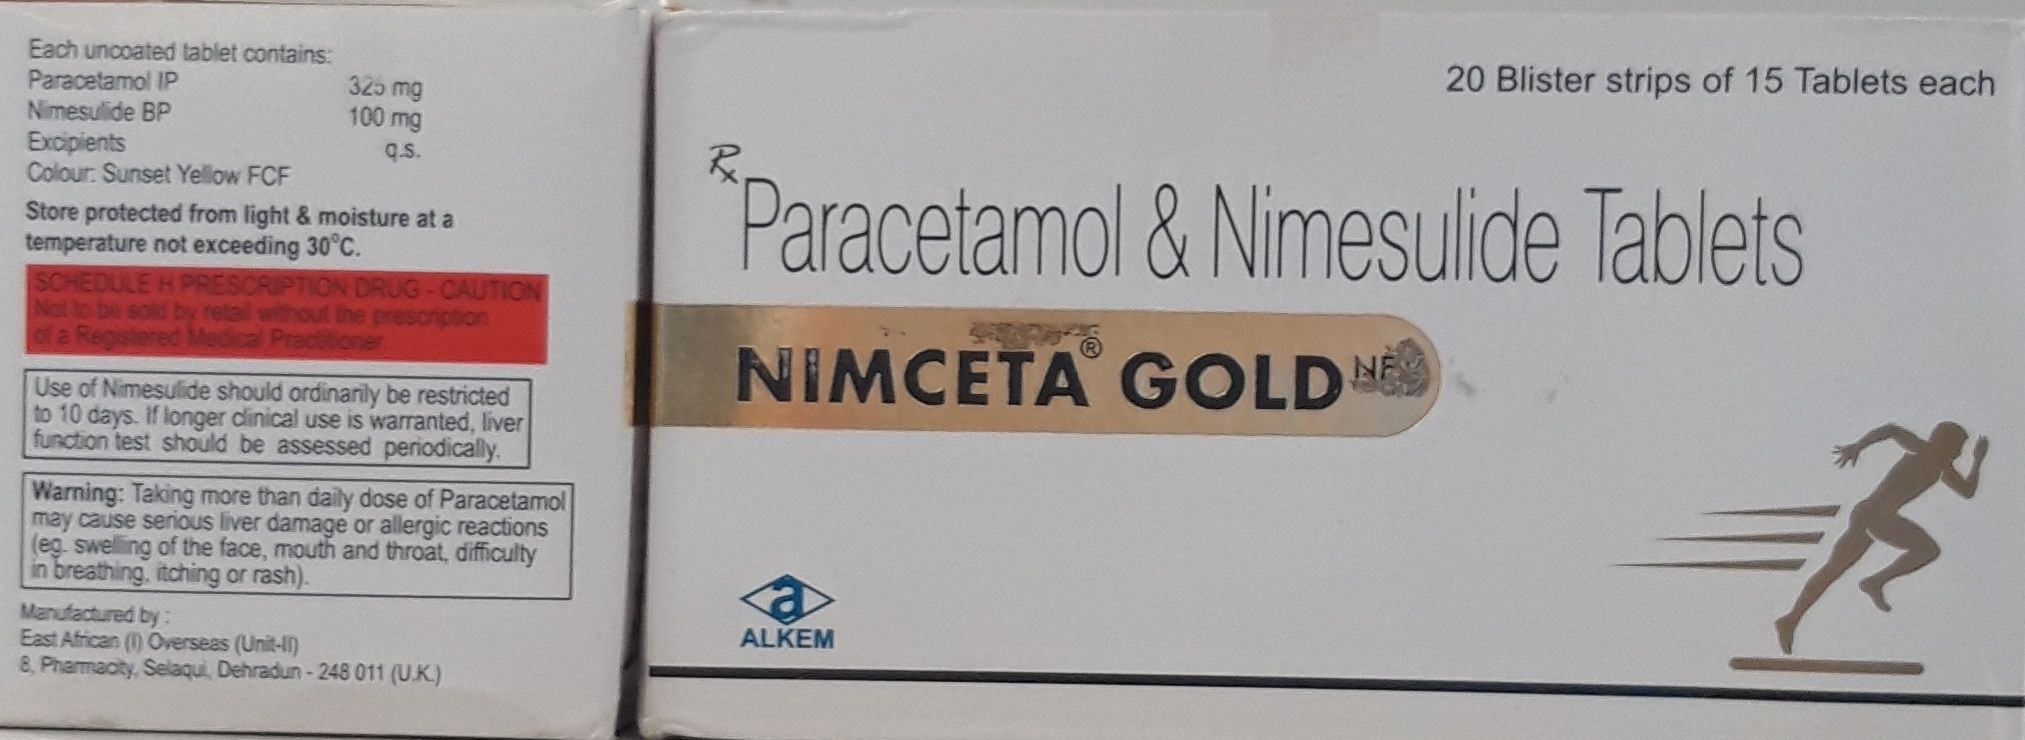 Each uncoated tablet contains:
Paracetamol IP 325 mg
Nimesulide BP 100 mg
Excipients q.s.
Colour: Sunset Yellow FCF
Store protected from light & moisture at a
temperature not exceeding 30°C.
SCHEDULE H PRESCRIPTION DRUG - CAUTION
Not to be sold by retail without the prescription
of a Registered Medical Practitioner.
Use of Nimesulide should ordinarily be restricted
to 10 days. If longer clinical use is warranted, liver
function test should be assessed periodically.
Warning: Taking more than daily dose of Paracetamol
may cause serious liver damage or allergic reactions
(eg. swelling of the face, mouth and throat, difficulty
in breathing, itching or rash).
Manufactured by :
East African (I) Overseas (Unit-II)
8, Pharmacity, Selaqui, Dehradun - 248 011 (U.K.)
20 Blister strips of 15 Tablets each
Rx
Paracetamol & Nimesulide Tablets
NIMCETA® GOLD NF
a
ALKEM